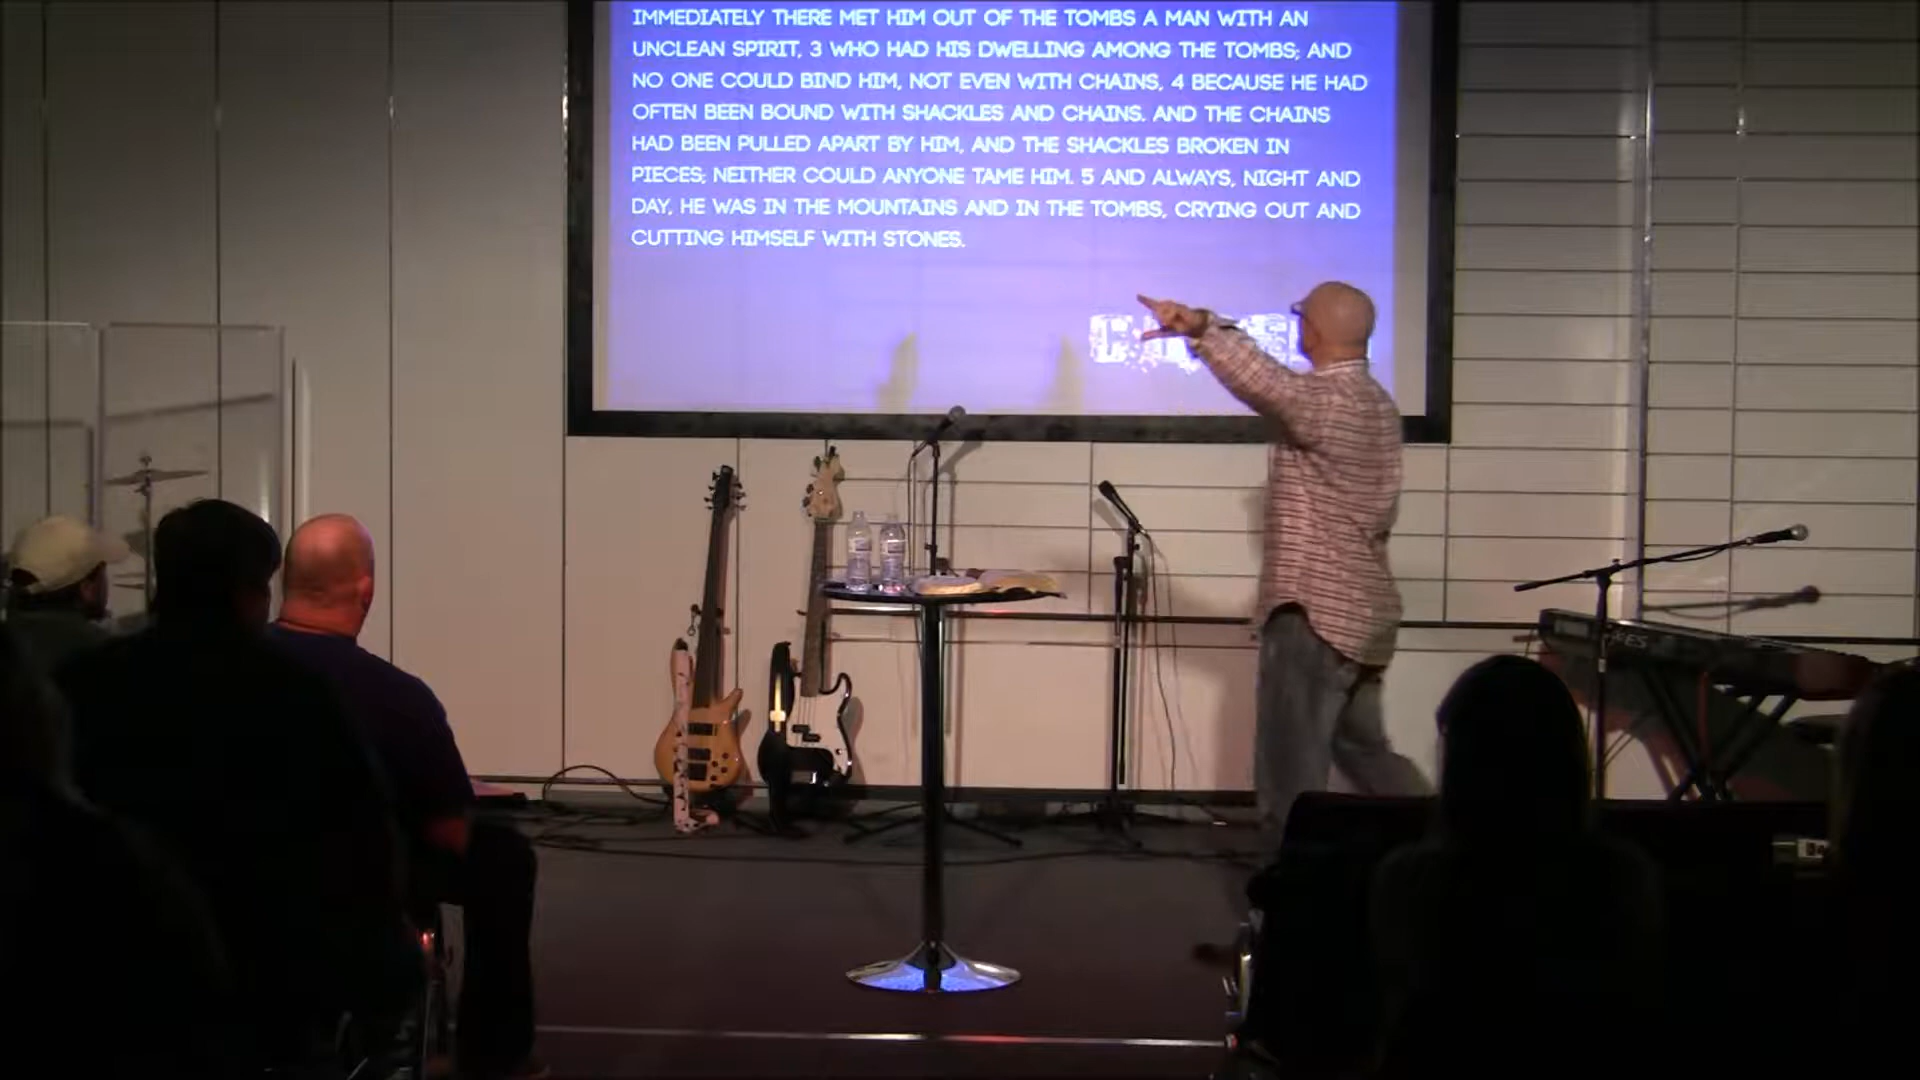 IMMEDIATELY THERE MET HIM OUT OF THE TOMBS A MAN WITH AN
UNCLEAN SPIRIT, 3 WHO HAD HIS DWELLING AMONG THE TOMBS; AND
NO ONE COULD BIND HIM, NOT EVEN WITH CHAINS, 4 BECAUSE HE HAD
OFTEN BEEN BOUND WITH SHACKLES AND CHAINS. AND THE CHAINS
HAD BEEN PULLED APART BY HIM, AND THE SHACKLES BROKEN IN
PIECES; NEITHER COULD ANYONE TAME HIM. 5 AND ALWAYS, NIGHT AND
DAY, HE WAS IN THE MOUNTAINS AND IN THE TOMBS, CRYING OUT AND
CUTTING HIMSELF WITH STONES.